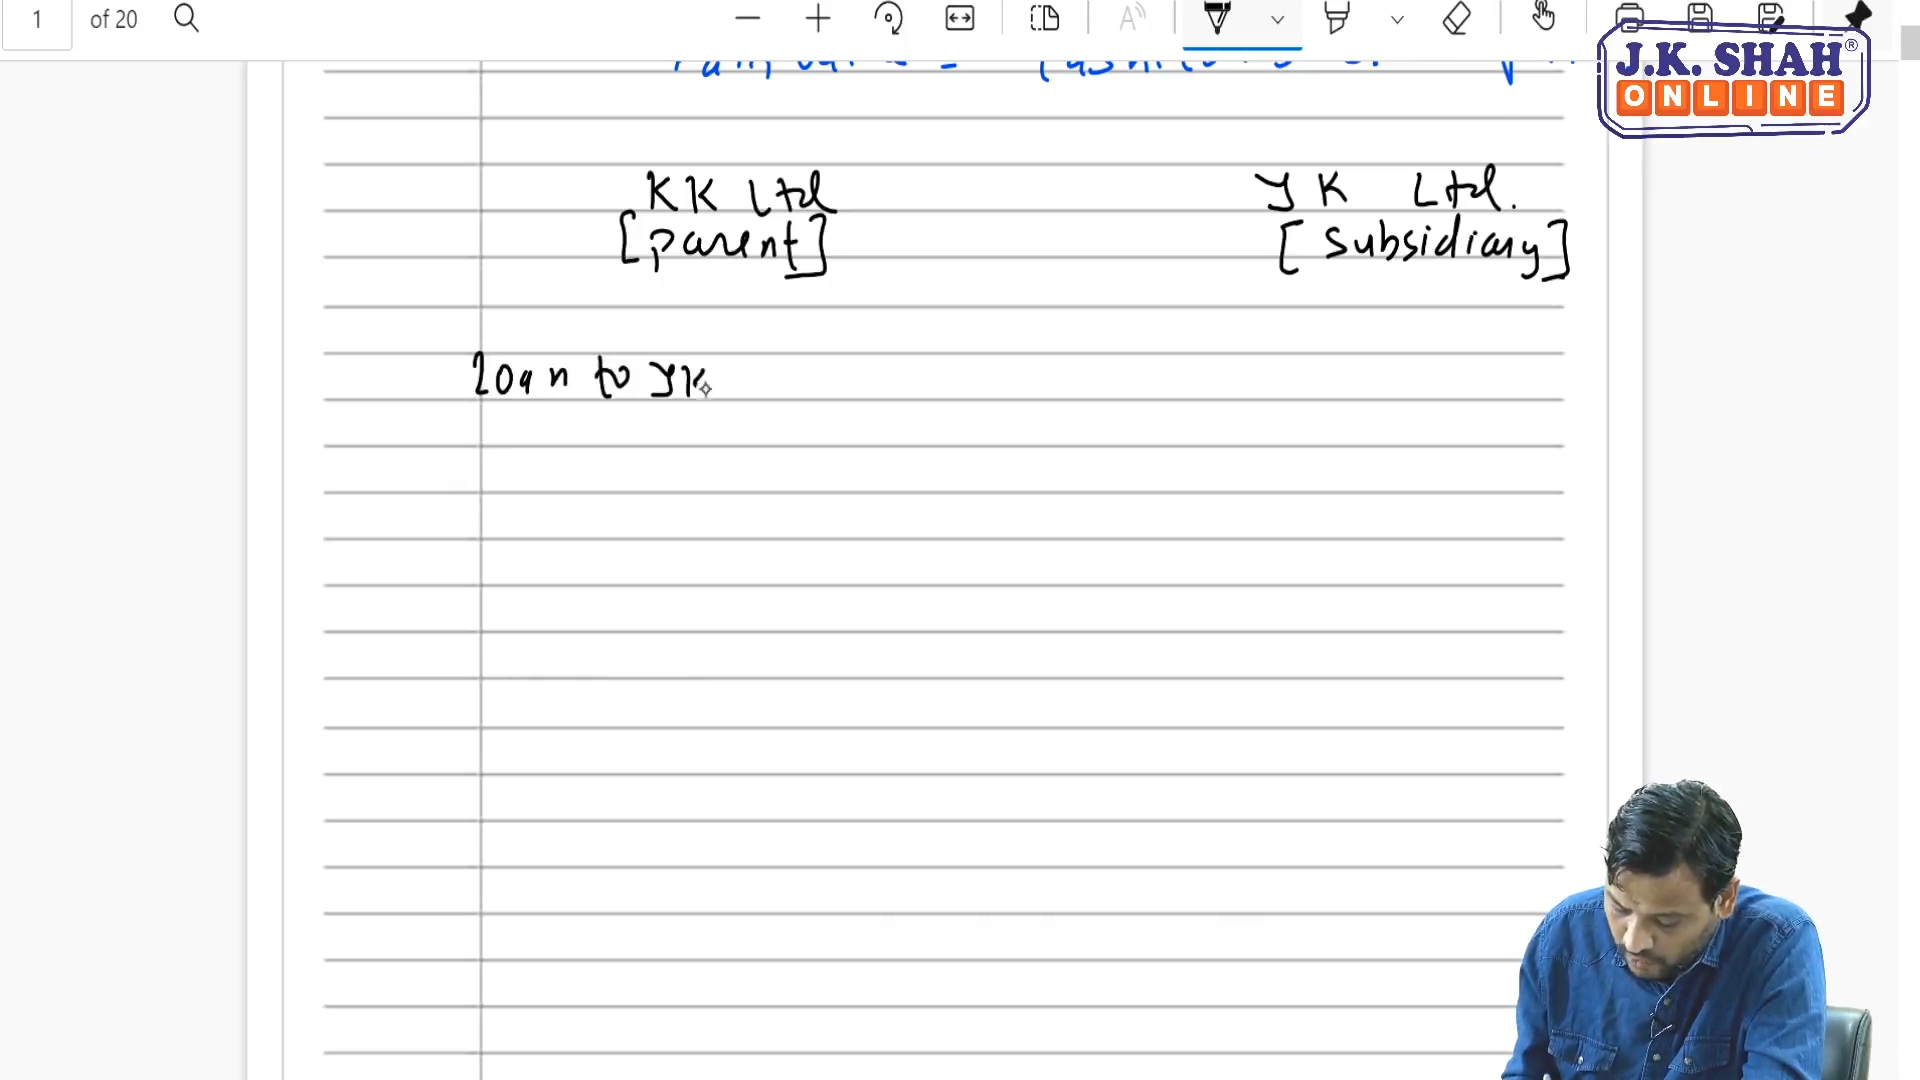 1 of 20
J.K. SHAH®
ONLINE
KK Ltd
[parent]
YK Ltd.
[Subsidiary]
Loan to YK